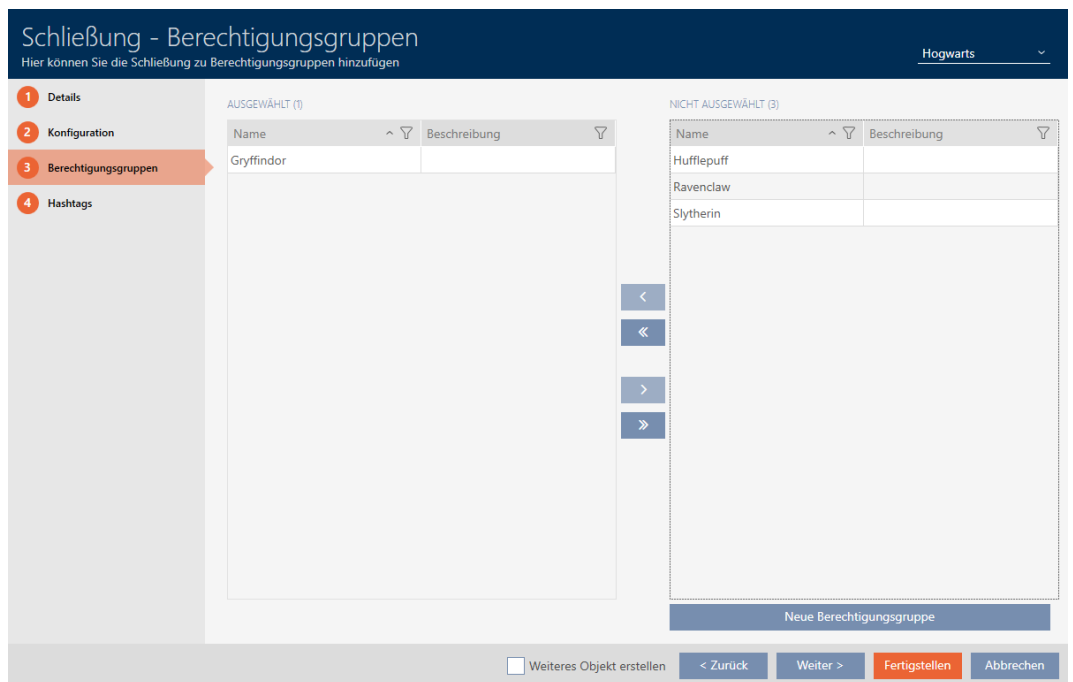 Schließung - Berechtigungsgruppen
Hier können Sie die Schließung zu Berechtigungsgruppen hinzufügen
Hogwarts
1 Details
2 Konfiguration
3 Berechtigungsgruppen
4 Hashtags
AUSGEWÄHLT (1)
Name Beschreibung
Gryffindor
NICHT AUSGEWÄHLT (3)
Name Beschreibung
Hufflepuff
Ravenclaw
Slytherin
Neue Berechtigungsgruppe
Weiteres Objekt erstellen < Zurück Weiter > Fertigstellen Abbrechen